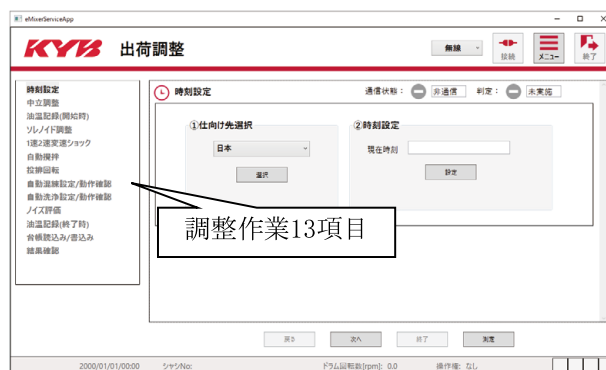 eMixerServiceApp
KYB 出荷調整
無線
接続
メニュー
終了
時刻設定
中立調整
油温記録(開始時)
ソレノイド調整
1速2速変速ショック
自動撹拌
投排回転
自動混練設定/動作確認
自動洗浄設定/動作確認
ノイズ評価
油温記録(終了時)
台帳読込み/書込み
結果確認
時刻設定
通信状態： 非通信 判定： 未実施
①仕向け先選択
日本
選択
②時刻設定
現在時刻
設定
調整作業13項目
戻る 次へ 終了 測定
2000/01/01/00:00 シャシNo: ドラム回転数[rpm]: 0.0 操作権: なし